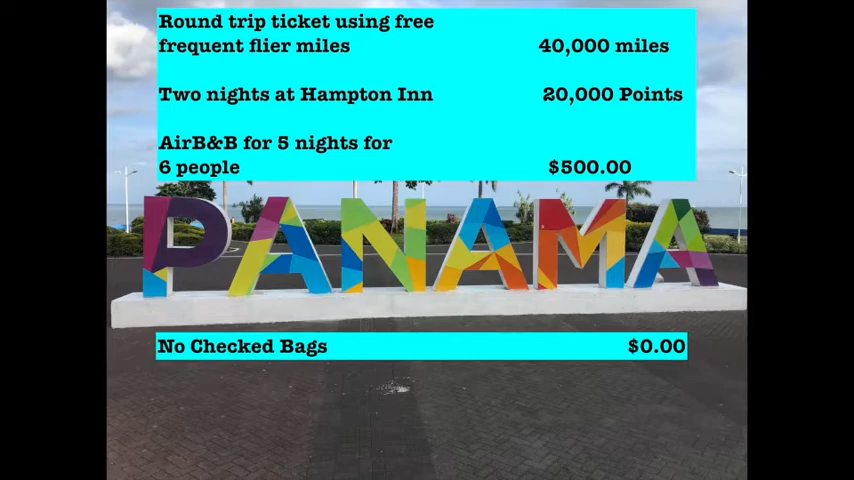 Round trip ticket using free
frequent flier miles 40,000 miles
Two nights at Hampton Inn 20,000 Points
AirB&B for 5 nights for
6 people $500.00
PANAMA
No Checked Bags $0.00